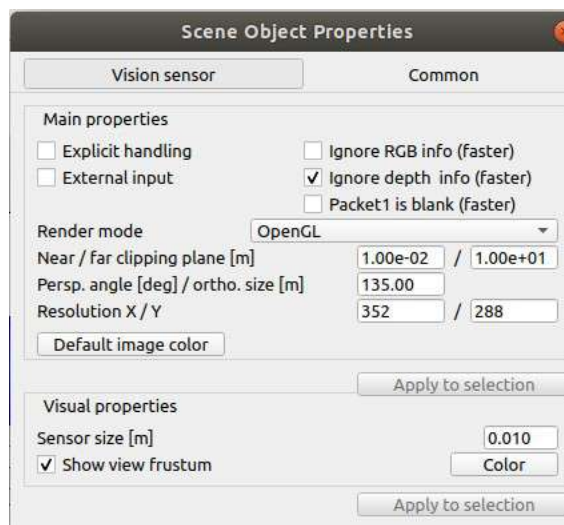 Scene Object Properties
Vision sensor Common
Main properties
Explicit handling Ignore RGB info (faster)
External input Ignore depth info (faster)
Packet1 is blank (faster)
Render mode OpenGL
Near / far clipping plane [m] 1.00e-02 / 1.00e+01
Persp. angle [deg] / ortho. size [m] 135.00
Resolution X / Y 352 / 288
Default image color
Apply to selection
Visual properties
Sensor size [m] 0.010
Show view frustum Color
Apply to selection